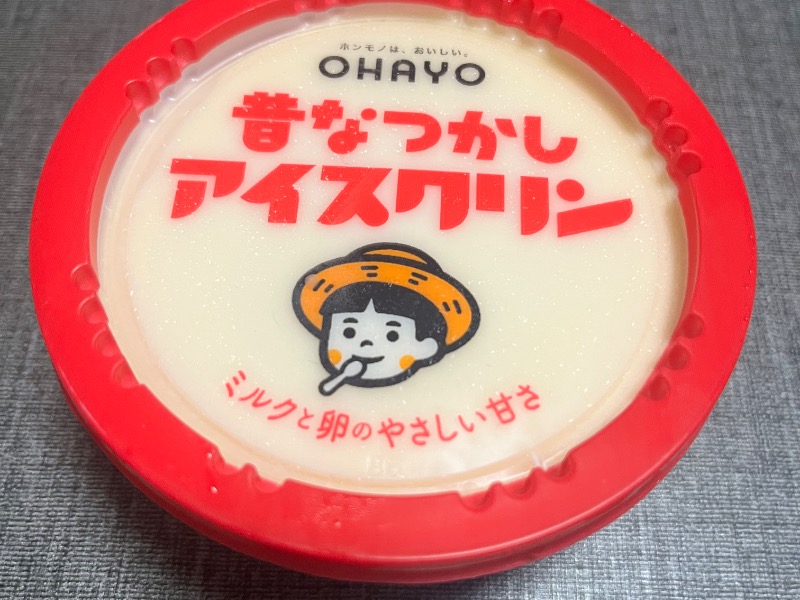 ホンモノは、おいしい。
OHAYO
昔なつかし
アイスクリン
ミルクと卵のやさしい甘さ